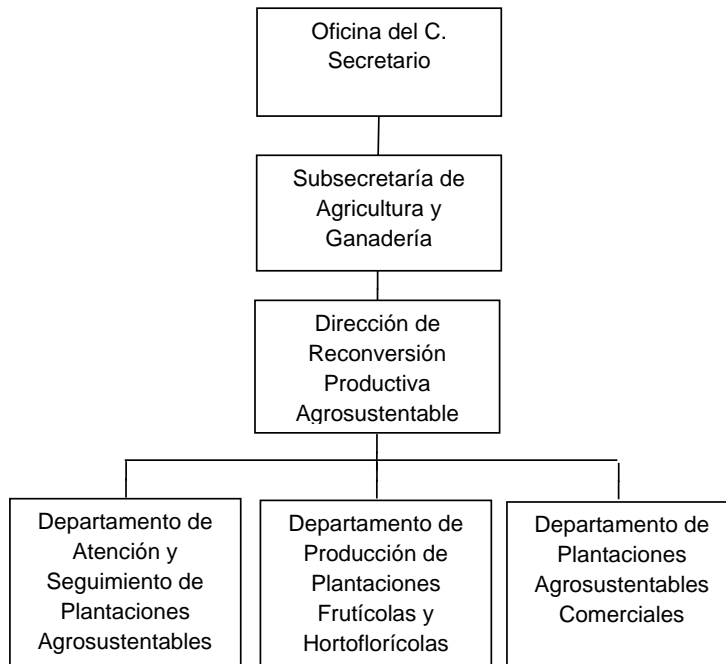 Oficina del C.
Secretario
Subsecretaría de
Agricultura y
Ganadería
Dirección de
Reconversión
Productiva
Agrosustentable
Departamento de
Atención y
Seguimiento de
Plantaciones
Agrosustentables
Departamento de
Producción de
Plantaciones
Frutícolas y
Hortoflorícolas
Departamento de
Plantaciones
Agrosustentables
Comerciales